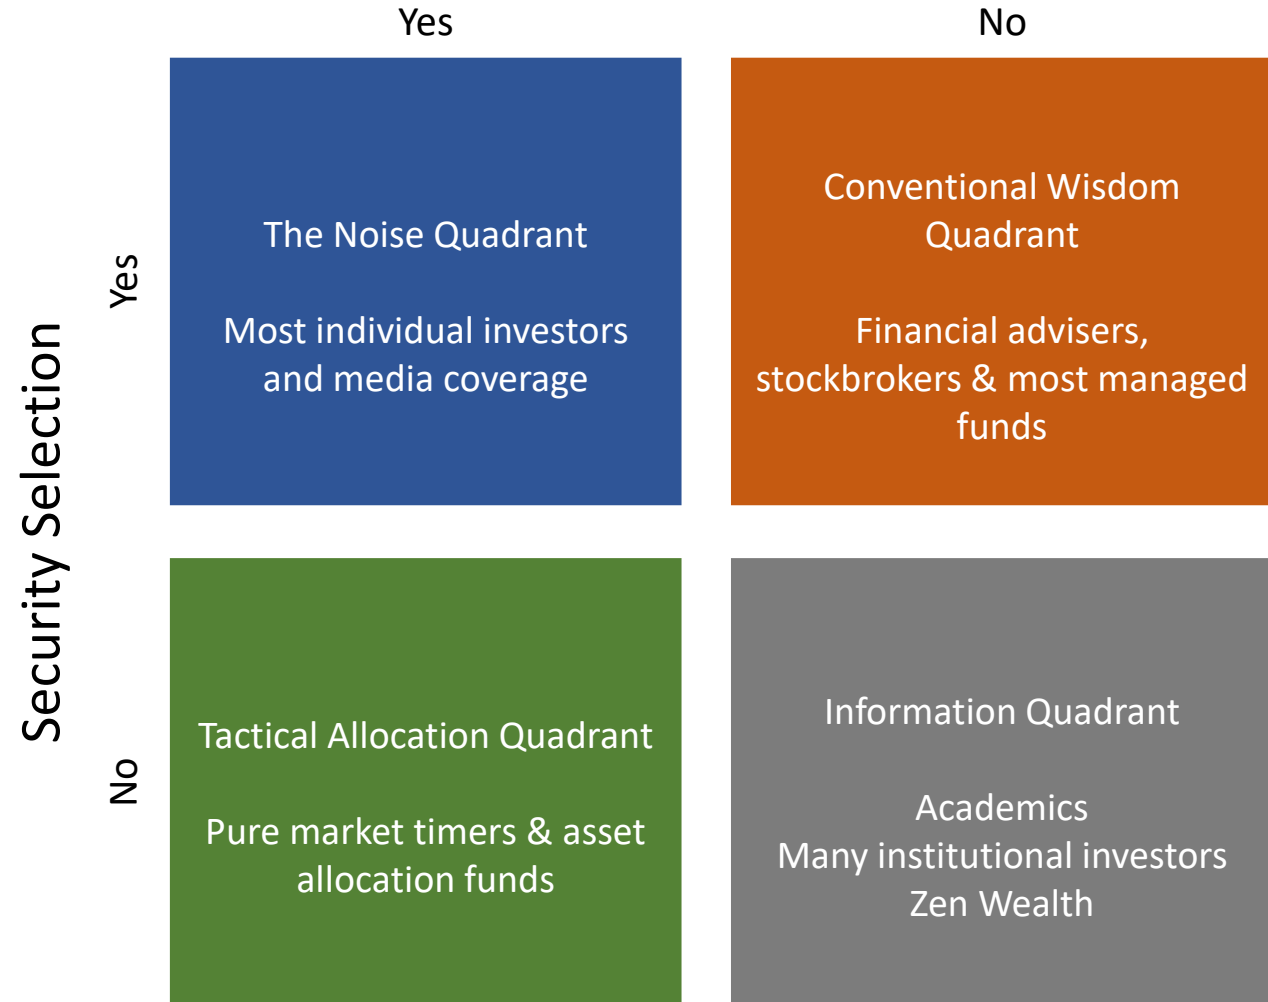 Yes
No
Security Selection
Yes
The Noise Quadrant
Most individual investors
and media coverage
Conventional Wisdom
Quadrant
Financial advisers,
stockbrokers & most managed
funds
No
Tactical Allocation Quadrant
Pure market timers & asset
allocation funds
Information Quadrant
Academics
Many institutional investors
Zen Wealth